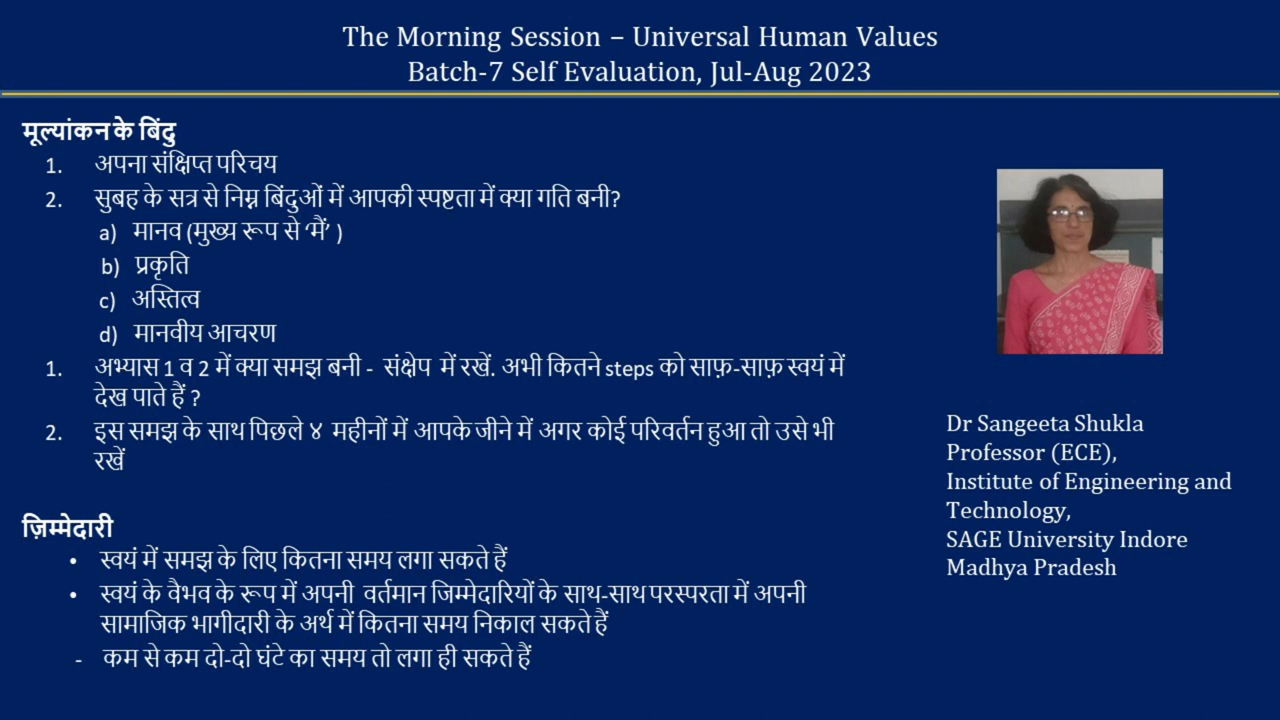 The Morning Session – Universal Human Values
Batch-7 Self Evaluation, Jul-Aug 2023
मूल्यांकन के बिंदु
1. अपना संक्षिप्त परिचय
2. सुबह के सत्र से निम्न बिंदुओं में आपकी स्पष्टता में क्या गति बनी?
a) मानव (मुख्य रूप से ‘मैं’ )
b) प्रकृति
c) अस्तित्व
d) मानवीय आचरण
1. अभ्यास 1 व 2 में क्या समझ बनी - संक्षेप में रखें. अभी कितने steps को साफ़-साफ़ स्वयं में
देख पाते हैं ?
2. इस समझ के साथ पिछले ४ महीनों में आपके जीने में अगर कोई परिवर्तन हुआ तो उसे भी
रखें
ज़िम्मेदारी
• स्वयं में समझ के लिए कितना समय लगा सकते हैं
• स्वयं के वैभव के रूप में अपनी वर्तमान जिम्मेदारियों के साथ-साथ परस्परता में अपनी
सामाजिक भागीदारी के अर्थ में कितना समय निकाल सकते हैं
- कम से कम दो-दो घंटे का समय तो लगा ही सकते हैं
Dr Sangeeta Shukla
Professor (ECE),
Institute of Engineering and
Technology,
SAGE University Indore
Madhya Pradesh